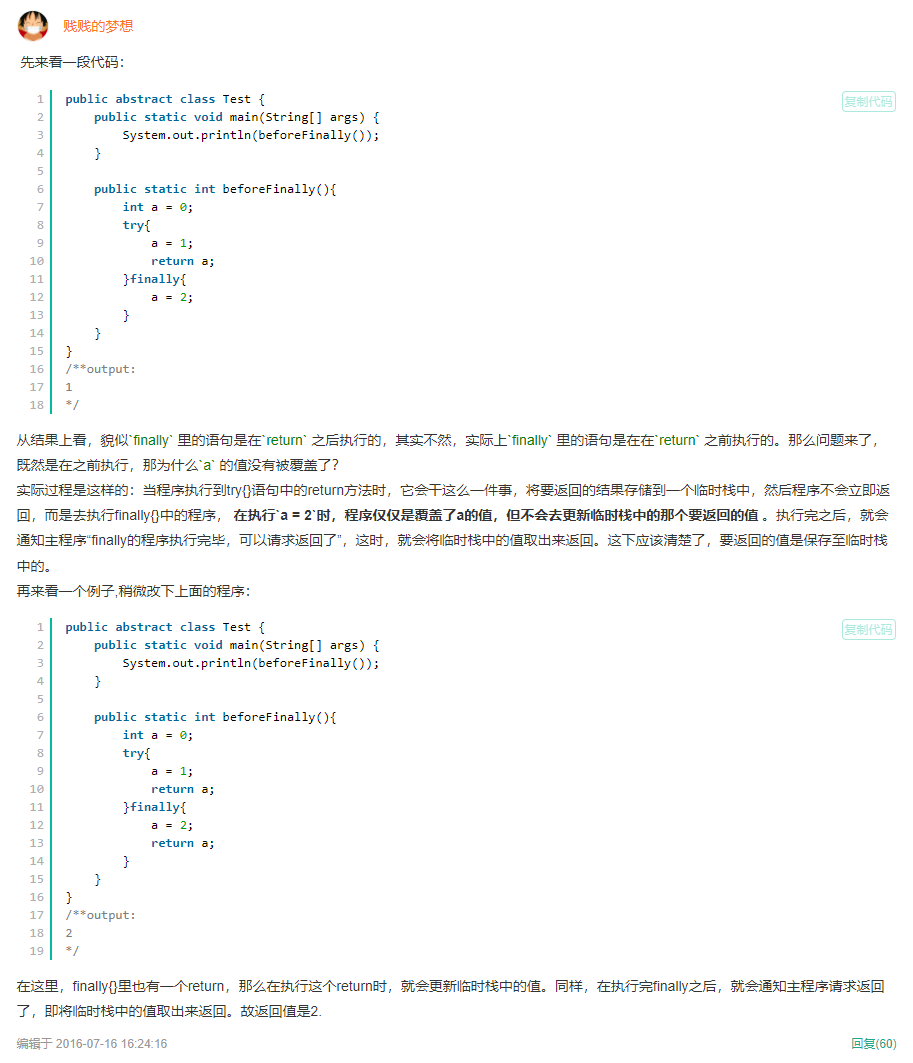 贱贱的梦想
先来看一段代码：
复制代码
1 public abstract class Test {
2     public static void main(String[] args) {
3         System.out.println(beforeFinally());
4     }
5
6     public static int beforeFinally(){
7         int a = 0;
8         try{
9             a = 1;
10             return a;
11         }finally{
12             a = 2;
13         }
14     }
15 }
16 /**output:
17 1
18 */
从结果上看，貌似`finally` 里的语句是在`return` 之后执行的，其实不然，实际上`finally` 里的语句是在在`return` 之前执行的。那么问题来了，
既然是在之前执行，那为什么`a` 的值没有被覆盖了？
实际过程是这样的：当程序执行到try{}语句中的return方法时，它会干这么一件事，将要返回的结果存储到一个临时栈中，然后程序不会立即返
回，而是去执行finally{}中的程序， 在执行`a = 2`时，程序仅仅是覆盖了a的值，但不会去更新临时栈中的那个要返回的值 。执行完之后，就会
通知主程序“finally的程序执行完毕，可以请求返回了”，这时，就会将临时栈中的值取出来返回。这下应该清楚了，要返回的值是保存至临时栈
中的。
再来看一个例子,稍微改下上面的程序：
复制代码
1 public abstract class Test {
2     public static void main(String[] args) {
3         System.out.println(beforeFinally());
4     }
5
6     public static int beforeFinally(){
7         int a = 0;
8         try{
9             a = 1;
10             return a;
11         }finally{
12             a = 2;
13             return a;
14         }
15     }
16 }
17 /**output:
18 2
19 */
在这里，finally{}里也有一个return，那么在执行这个return时，就会更新临时栈中的值。同样，在执行完finally之后，就会通知主程序请求返回
了，即将临时栈中的值取出来返回。故返回值是2.
编辑于 2016-07-16 16:24:16 回复(60)